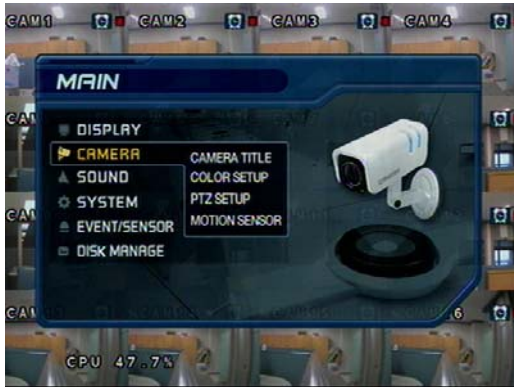 CAM1 CAM2 CAM3 CAM4
MAIN
DISPLAY
CAMERA
SOUND
SYSTEM
EVENT/SENSOR
DISK MANAGE
CAMERA TITLE
COLOR SETUP
PTZ SETUP
MOTION SENSOR
CPU 47.7%